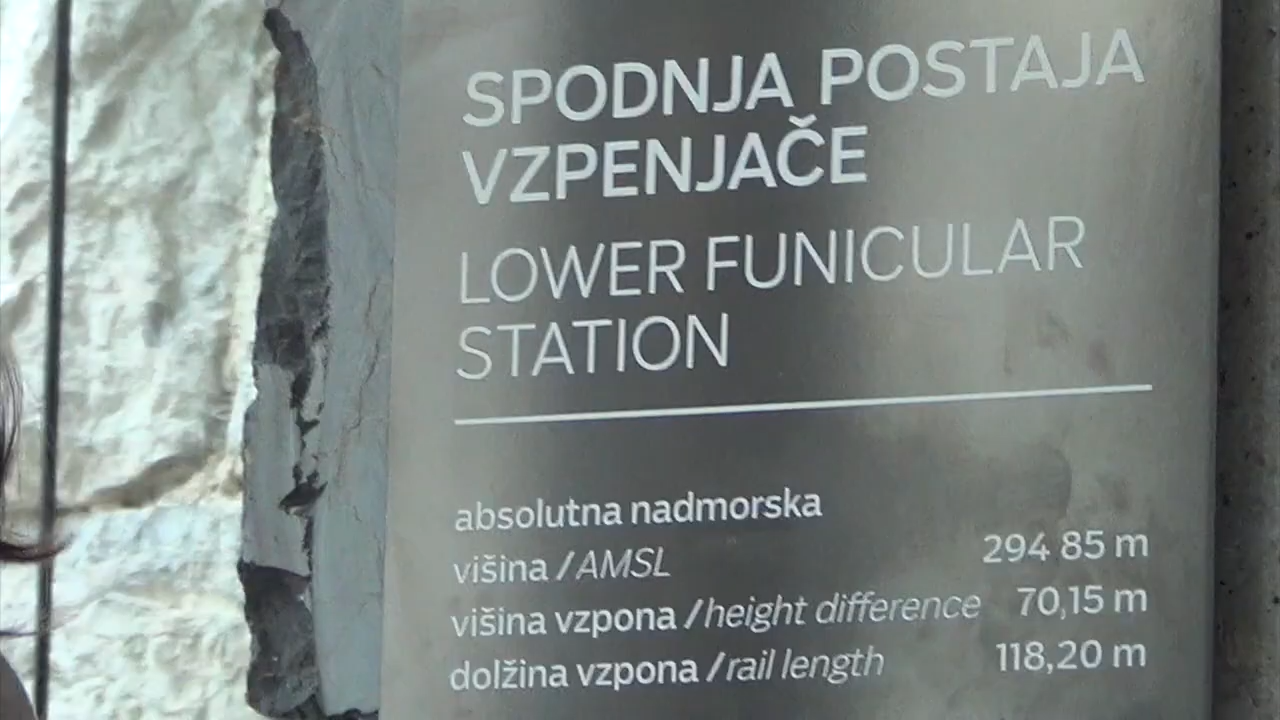 SPODNJA POSTAJA
VZPENJAČE
LOWER FUNICULAR
STATION
absolutna nadmorska
višina / AMSL 294 85 m
višina vzpona / height difference 70,15 m
dolžina vzpona / rail length 118,20 m